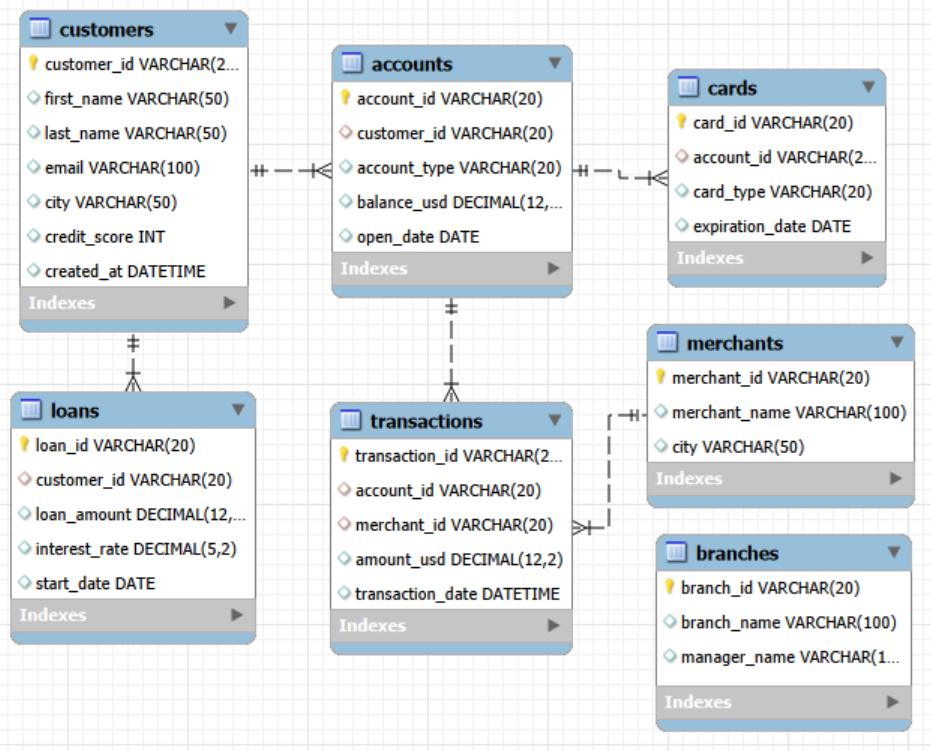 customers
customer_id VARCHAR(2...
first_name VARCHAR(50)
last_name VARCHAR(50)
email VARCHAR(100)
city VARCHAR(50)
credit_score INT
created_at DATETIME
Indexes
accounts
account_id VARCHAR(20)
customer_id VARCHAR(20)
account_type VARCHAR(20)
balance_usd DECIMAL(12,...
open_date DATE
Indexes
cards
card_id VARCHAR(20)
account_id VARCHAR(2...
card_type VARCHAR(20)
expiration_date DATE
Indexes
loans
loan_id VARCHAR(20)
customer_id VARCHAR(20)
loan_amount DECIMAL(12,...
interest_rate DECIMAL(5,2)
start_date DATE
Indexes
transactions
transaction_id VARCHAR(2...
account_id VARCHAR(20)
merchant_id VARCHAR(20)
amount_usd DECIMAL(12,2)
transaction_date DATETIME
Indexes
merchants
merchant_id VARCHAR(20)
merchant_name VARCHAR(100)
city VARCHAR(50)
Indexes
branches
branch_id VARCHAR(20)
branch_name VARCHAR(100)
manager_name VARCHAR(1...
Indexes